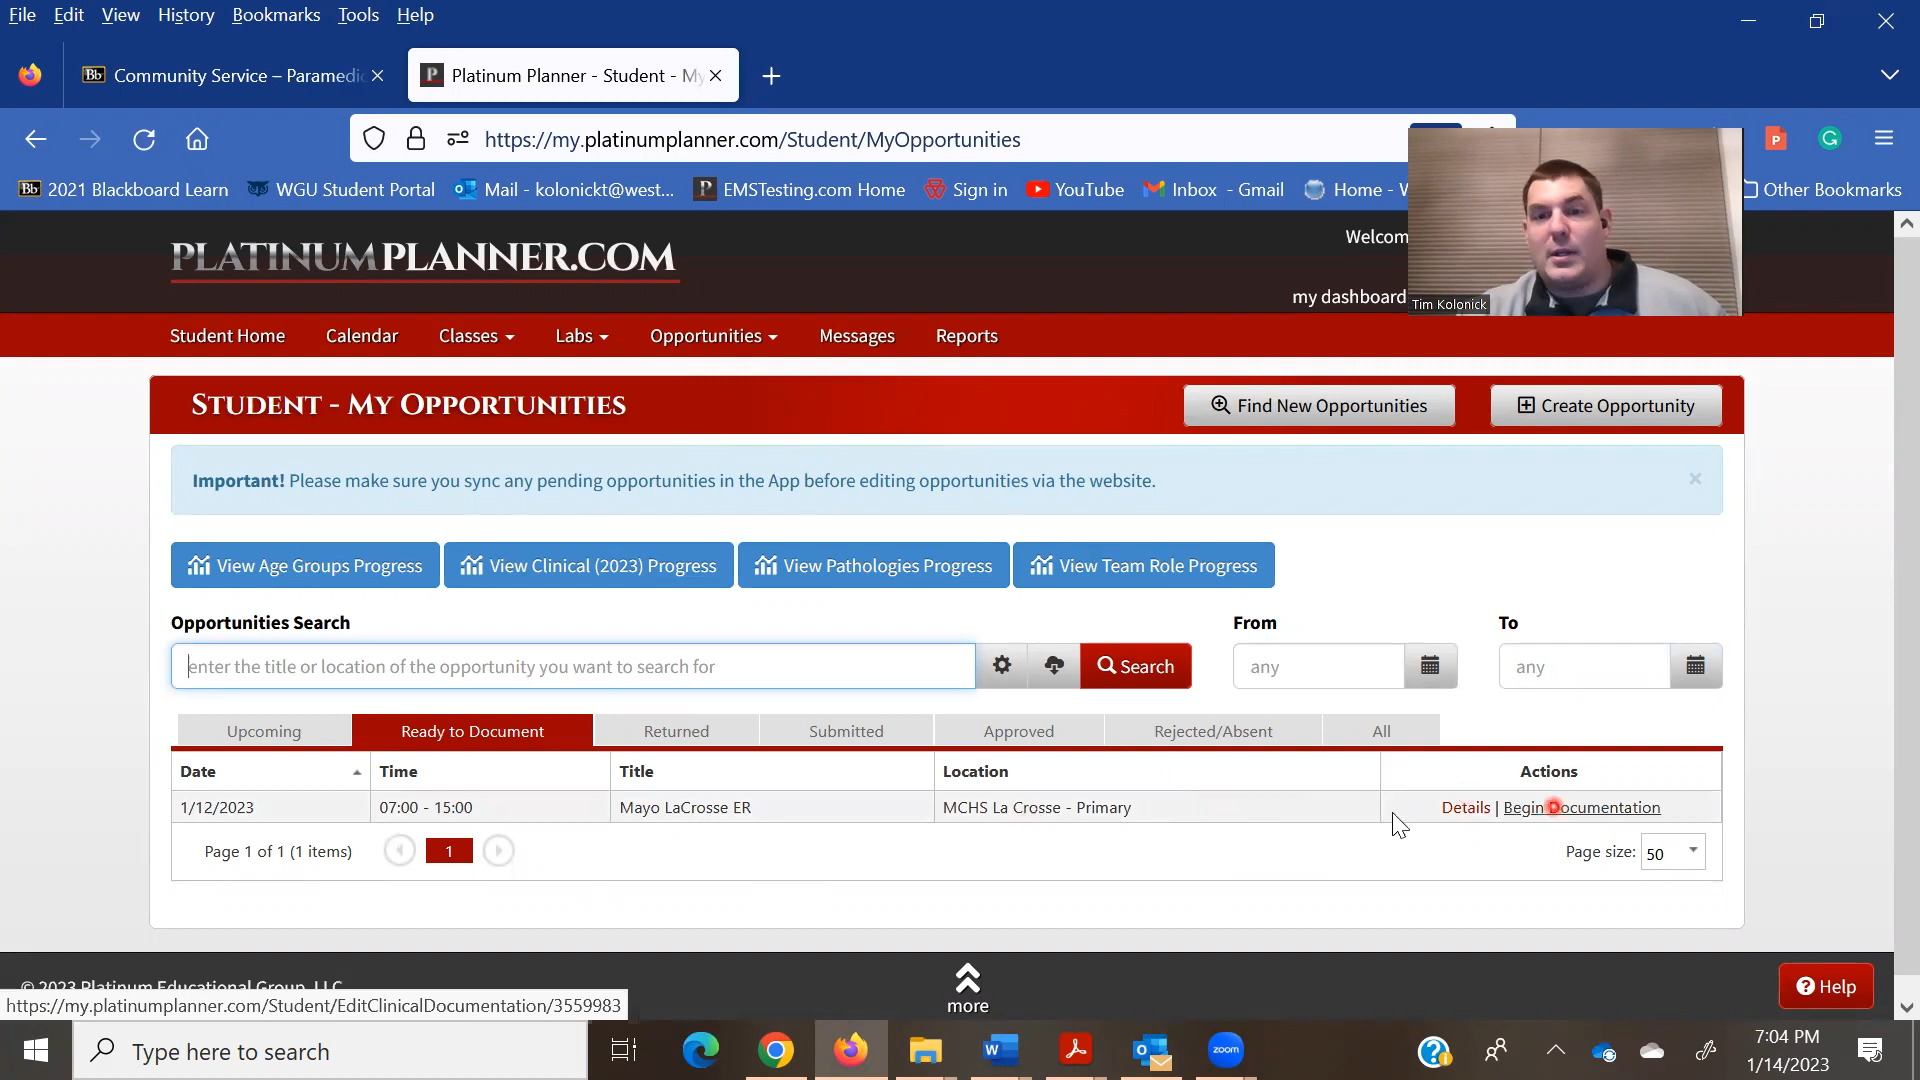 File Edit View History Bookmarks Tools Help
Bb Community Service – Paramedic
P Platinum Planner - Student - My
https://my.platinumplanner.com/Student/MyOpportunities
Bb 2021 Blackboard Learn WGU Student Portal Mail - kolonickt@west... P EMSTesting.com Home Sign in YouTube Inbox - Gmail Home - W Other Bookmarks
PLATINUMPLANNER.COM
Welcom
my dashboard
Tim Kolonick
Student Home Calendar Classes Labs Opportunities Messages Reports
Student - My Opportunities
Find New Opportunities Create Opportunity
Important! Please make sure you sync any pending opportunities in the App before editing opportunities via the website.
View Age Groups Progress View Clinical (2023) Progress View Pathologies Progress View Team Role Progress
Opportunities Search From To
enter the title or location of the opportunity you want to search for Search any any
Upcoming Ready to Document Returned Submitted Approved Rejected/Absent All
Date Time Title Location Actions
1/12/2023 07:00 - 15:00 Mayo LaCrosse ER MCHS La Crosse - Primary Details | Begin Documentation
Page 1 of 1 (1 items) 1 Page size: 50
© 2023 Platinum Educational Group, LLC
more
Help
https://my.platinumplanner.com/Student/EditClinicalDocumentation/3559983
Type here to search
zoom
7:04 PM
1/14/2023